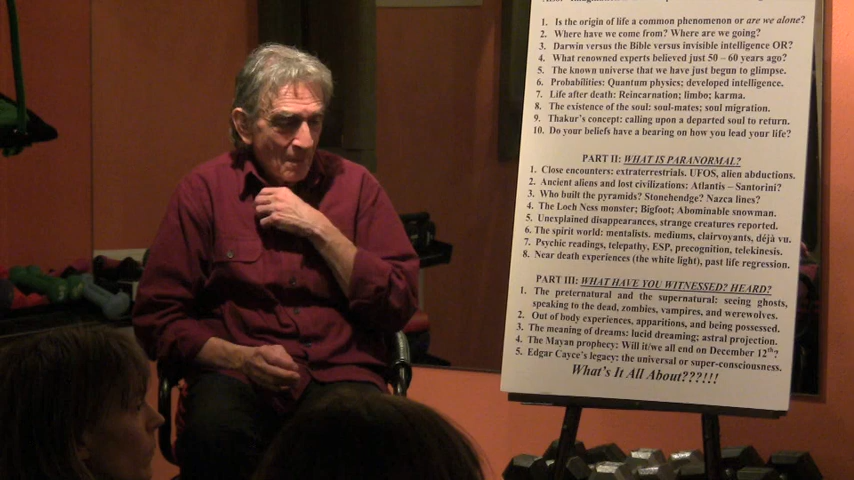 1. Is the origin of life a common phenomenon or are we alone?
2. Where have we come from? Where are we going?
3. Darwin versus the Bible versus invisible intelligence OR?
4. What renowned experts believed just 50 – 60 years ago?
5. The known universe that we have just begun to glimpse.
6. Probabilities: Quantum physics; developed intelligence.
7. Life after death: Reincarnation; limbo; karma.
8. The existence of the soul: soul-mates; soul migration.
9. Thakur's concept: calling upon a departed soul to return.
10. Do your beliefs have a bearing on how you lead your life?
PART II: WHAT IS PARANORMAL?
1. Close encounters: extraterrestrials. UFOS, alien abductions.
2. Ancient aliens and lost civilizations: Atlantis – Santorini?
3. Who built the pyramids? Stonehendge? Nazca lines?
4. The Loch Ness monster; Bigfoot; Abominable snowman.
5. Unexplained disappearances, strange creatures reported.
6. The spirit world: mentalists. mediums, clairvoyants, déjà vu.
7. Psychic readings, telepathy, ESP, precognition, telekinesis.
8. Near death experiences (the white light), past life regression.
PART III: WHAT HAVE YOU WITNESSED? HEARD?
1. The preternatural and the supernatural: seeing ghosts,
speaking to the dead, zombies, vampires, and werewolves.
2. Out of body experiences, apparitions, and being possessed.
3. The meaning of dreams: lucid dreaming; astral projection.
4. The Mayan prophecy: Will it/we all end on December 12th?
5. Edgar Cayce's legacy: the universal or super-consciousness.
What's It All About???!!!